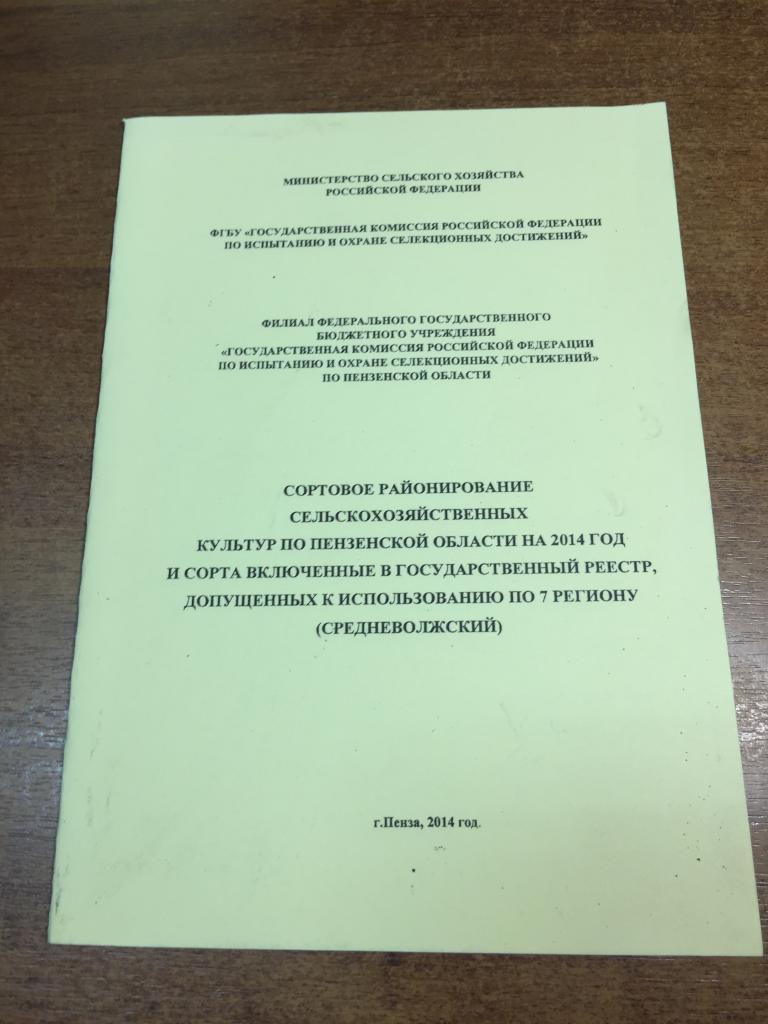 МИНИСТЕРСТВО СЕЛЬСКОГО ХОЗЯЙСТВА
РОССИЙСКОЙ ФЕДЕРАЦИИ
ФГБУ «ГОСУДАРСТВЕННАЯ КОМИССИЯ РОССИЙСКОЙ ФЕДЕРАЦИИ
ПО ИСПЫТАНИЮ И ОХРАНЕ СЕЛЕКЦИОННЫХ ДОСТИЖЕНИЙ»
ФИЛИАЛ ФЕДЕРАЛЬНОГО ГОСУДАРСТВЕННОГО
БЮДЖЕТНОГО УЧРЕЖДЕНИЯ
«ГОСУДАРСТВЕННАЯ КОМИССИЯ РОССИЙСКОЙ ФЕДЕРАЦИИ
ПО ИСПЫТАНИЮ И ОХРАНЕ СЕЛЕКЦИОННЫХ ДОСТИЖЕНИЙ»
ПО ПЕНЗЕНСКОЙ ОБЛАСТИ
СОРТОВОЕ РАЙОНИРОВАНИЕ
СЕЛЬСКОХОЗЯЙСТВЕННЫХ
КУЛЬТУР ПО ПЕНЗЕНСКОЙ ОБЛАСТИ НА 2014 ГОД
И СОРТА ВКЛЮЧЕННЫЕ В ГОСУДАРСТВЕННЫЙ РЕЕСТР,
ДОПУЩЕННЫХ К ИСПОЛЬЗОВАНИЮ ПО 7 РЕГИОНУ
(СРЕДНЕВОЛЖСКИЙ)
г.Пенза, 2014 год.